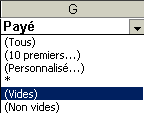 G
Payé
(Tous)
(10 premiers...)
(Personnalisé...)
*
(Vides)
(Non vides)